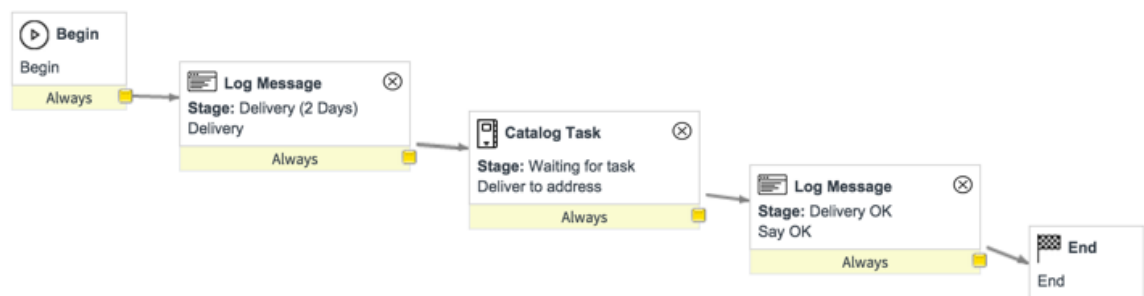 Begin
Begin
Always
Log Message
Stage: Delivery (2 Days)
Delivery
Always
Catalog Task
Stage: Waiting for task
Deliver to address
Always
Log Message
Stage: Delivery OK
Say OK
Always
End
End